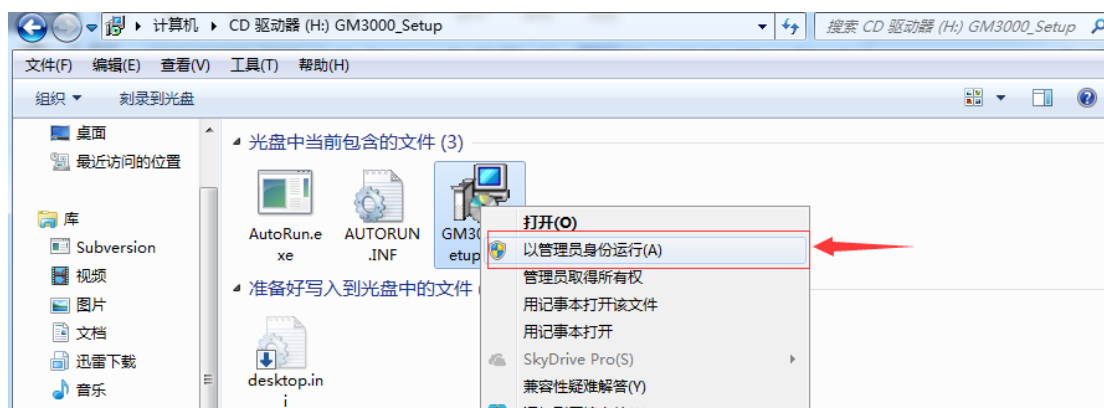 计算机 CD 驱动器 (H:) GM3000_Setup
搜索 CD 驱动器 (H:) GM3000_Setup
文件(F) 编辑(E) 查看(V) 工具(T) 帮助(H)
组织 刻录到光盘
桌面
最近访问的位置
库
Subversion
视频
图片
文档
迅雷下载
音乐
光盘中当前包含的文件 (3)
AutoRun.e
xe
AUTORUN
.INF
GM30
etup
准备好写入到光盘中的文件
desktop.in
i
打开(O)
以管理员身份运行(A)
管理员取得所有权
用记事本打开该文件
用记事本打开
SkyDrive Pro(S)
兼容性疑难解答(Y)